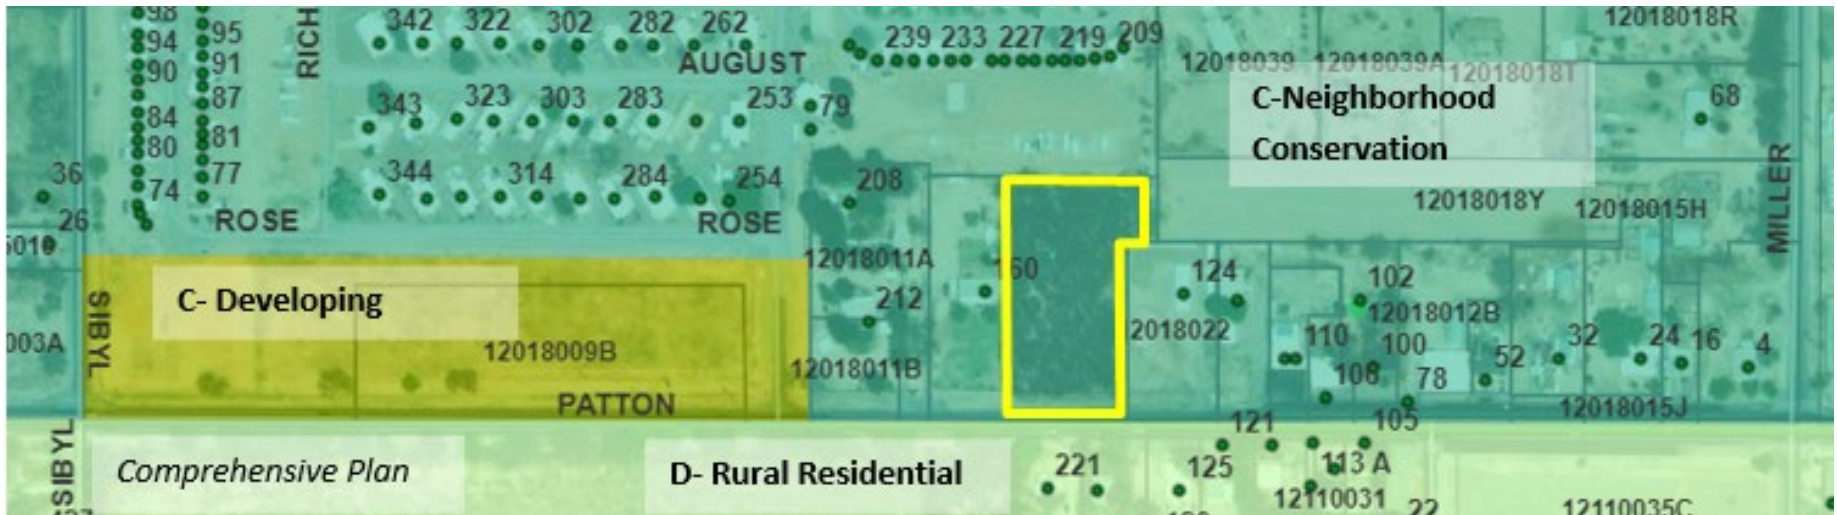 98 95 RICH 342 322 302 282 262 AUGUST 239 233 227 219 209 12018039 12018039A 12018018T 12018018R
94
90 91
87 343 323 303 283 253 79 C-Neighborhood 68
84 81 Conservation
80
36 74 77 344 314 284 254 208 12018018Y 12018015H MILLER
26 ROSE ROSE
12018011A 160 124 102
SIBYL C- Developing 212 12018012B
003A 12018009B 2018022 110 100 32 24 16 4
12018011B 108 78 52
PATTON 12018015J
SIBYL 121 105
Comprehensive Plan D- Rural Residential 221 125 113 A
12110031 22 12110035C